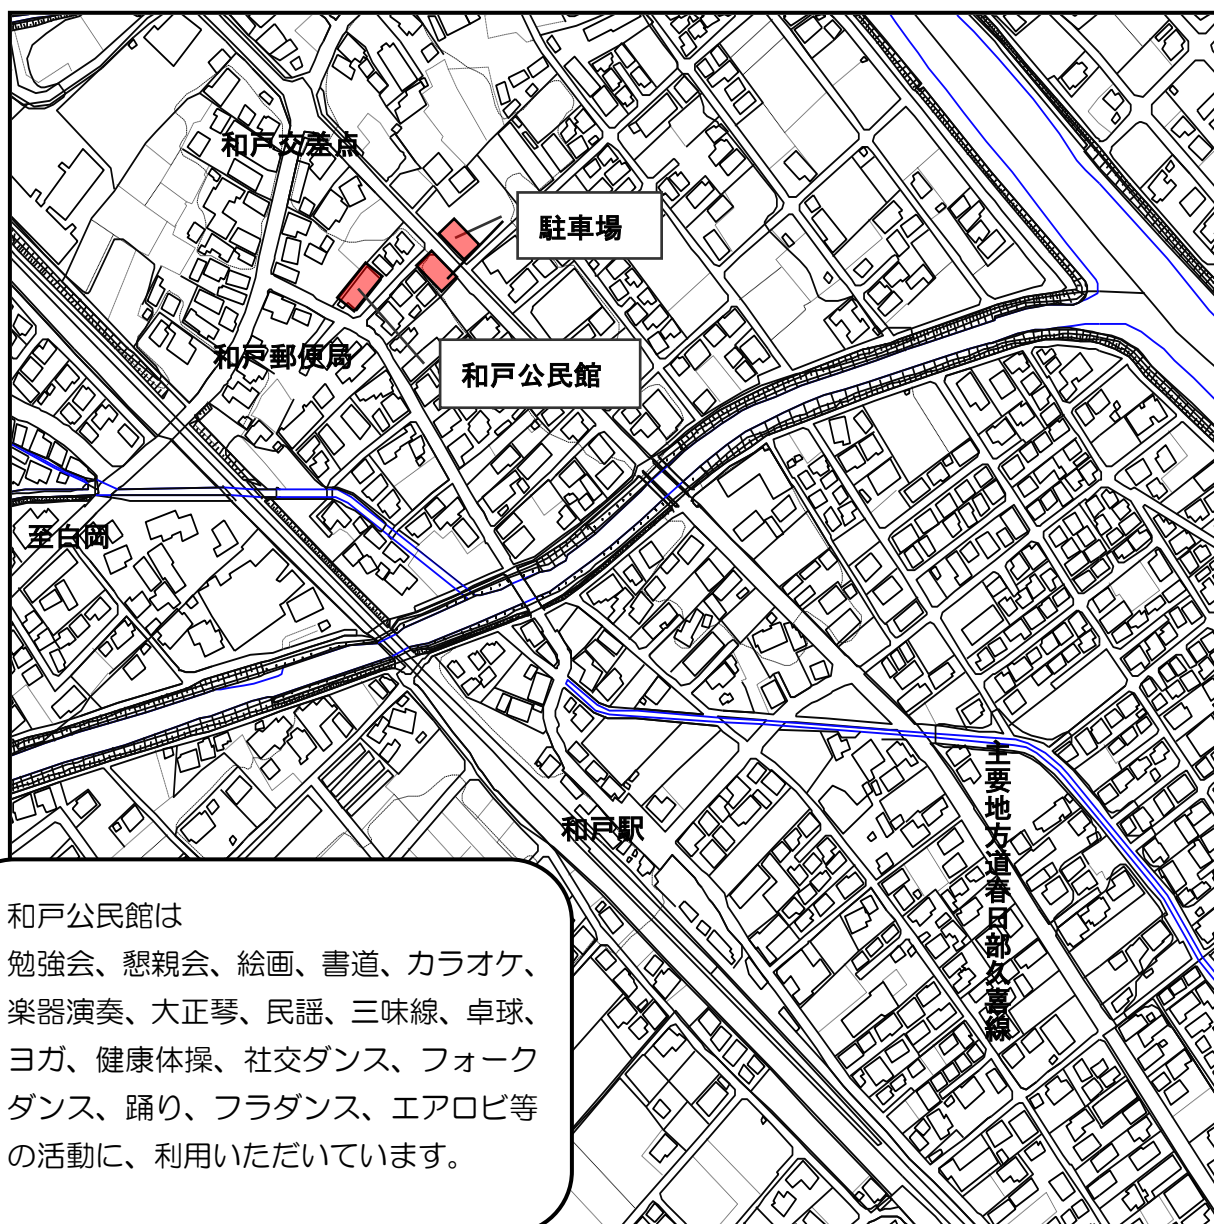 和戸交差点
駐車場
和戸郵便局
和戸公民館
至白岡
和戸駅
主要地方道春日部久喜線
和戸公民館は
勉強会、懇親会、絵画、書道、カラオケ、
楽器演奏、大正琴、民謡、三味線、卓球、
ヨガ、健康体操、社交ダンス、フォーク
ダンス、踊り、フラダンス、エアロビ等
の活動に、利用いただいています。